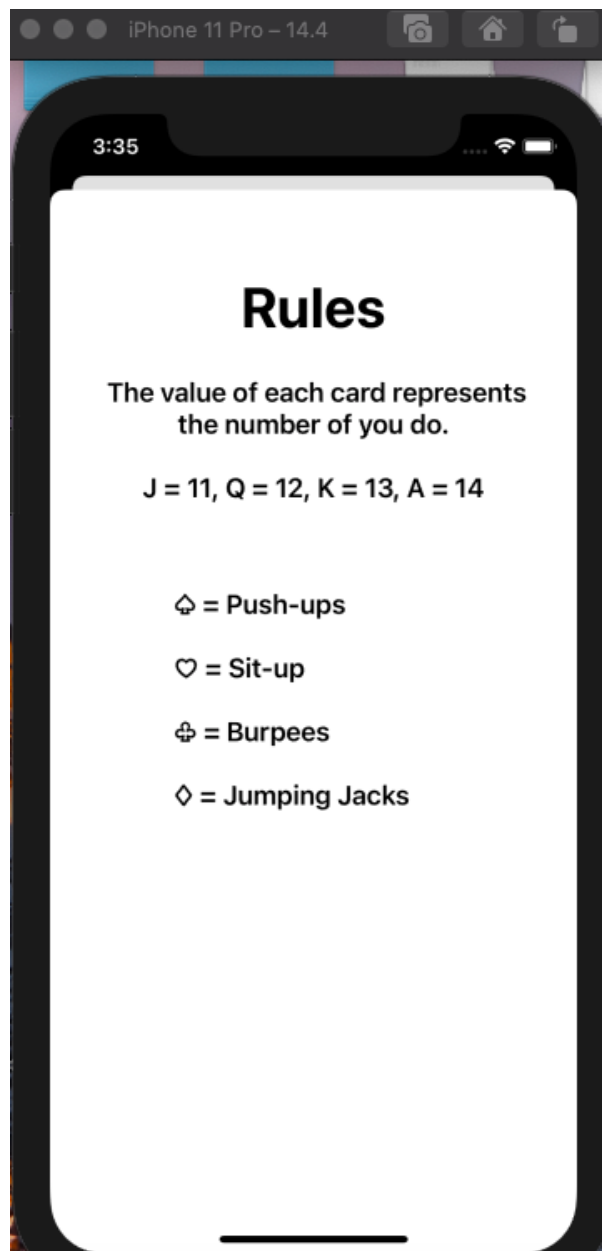 iPhone 11 Pro – 14.4
3:35
Rules
The value of each card represents
the number of you do.
J = 11, Q = 12, K = 13, A = 14
♤ = Push-ups
♡ = Sit-up
♧ = Burpees
♢ = Jumping Jacks